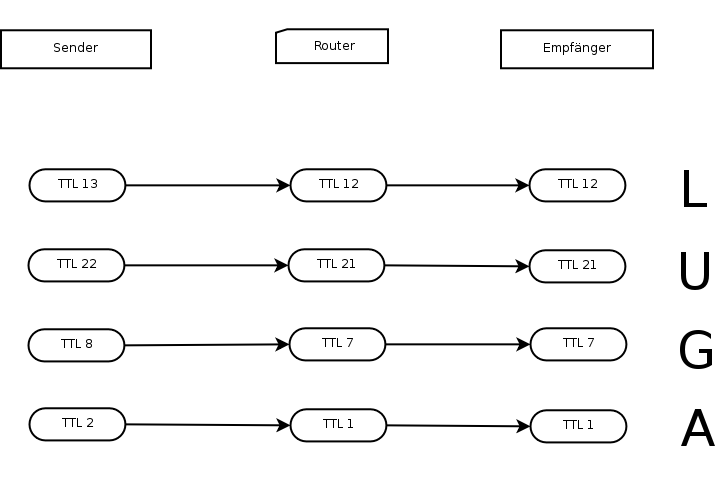 Sender Router Empfänger
TTL 13 TTL 12 TTL 12 L
TTL 22 TTL 21 TTL 21 U
TTL 8 TTL 7 TTL 7 G
TTL 2 TTL 1 TTL 1 A